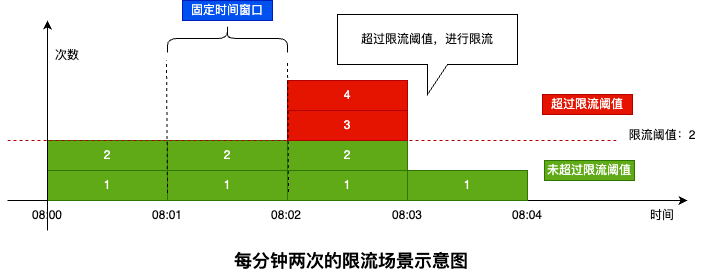 固定时间窗口
次数
超过限流阈值，进行限流
4
超过限流阈值
3
限流阈值：2
2
2
2
未超过限流阈值
1
1
1
1
08:00
08:01
08:02
08:03
08:04
时间
每分钟两次的限流场景示意图